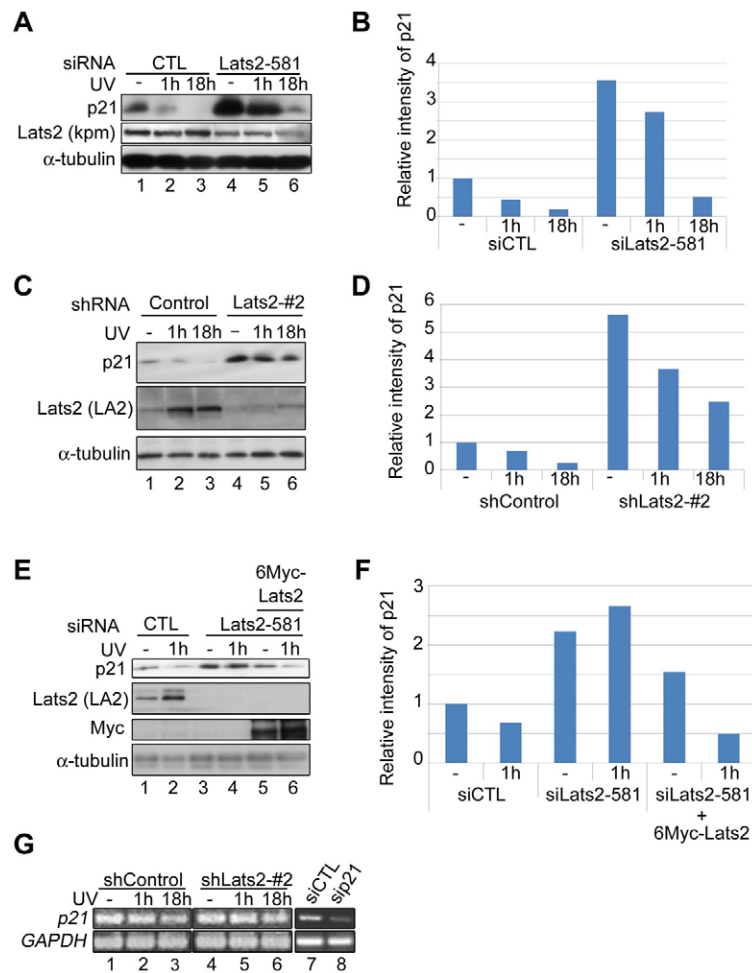 A
siRNA CTL Lats2-581
UV - 1h 18h - 1h 18h
p21
Lats2 (kpm)
α-tubulin
1 2 3 4 5 6
B
Relative intensity of p21
4
3
2
1
0
- 1h 18h - 1h 18h
siCTL siLats2-581
C
shRNA Control Lats2-#2
UV - 1h 18h - 1h 18h
p21
Lats2 (LA2)
α-tubulin
1 2 3 4 5 6
D
Relative intensity of p21
6
5
4
3
2
1
0
- 1h 18h - 1h 18h
shControl shLats2-#2
E
6Myc-
Lats2
siRNA CTL Lats2-581
UV - 1h - 1h - 1h
p21
Lats2 (LA2)
Myc
α-tubulin
1 2 3 4 5 6
F
Relative intensity of p21
3
2
1
0
- 1h - 1h - 1h
siCTL siLats2-581 siLats2-581
+
6Myc-Lats2
G
shControl shLats2-#2 siCTL sip21
UV - 1h 18h - 1h 18h
p21
GAPDH
1 2 3 4 5 6 7 8